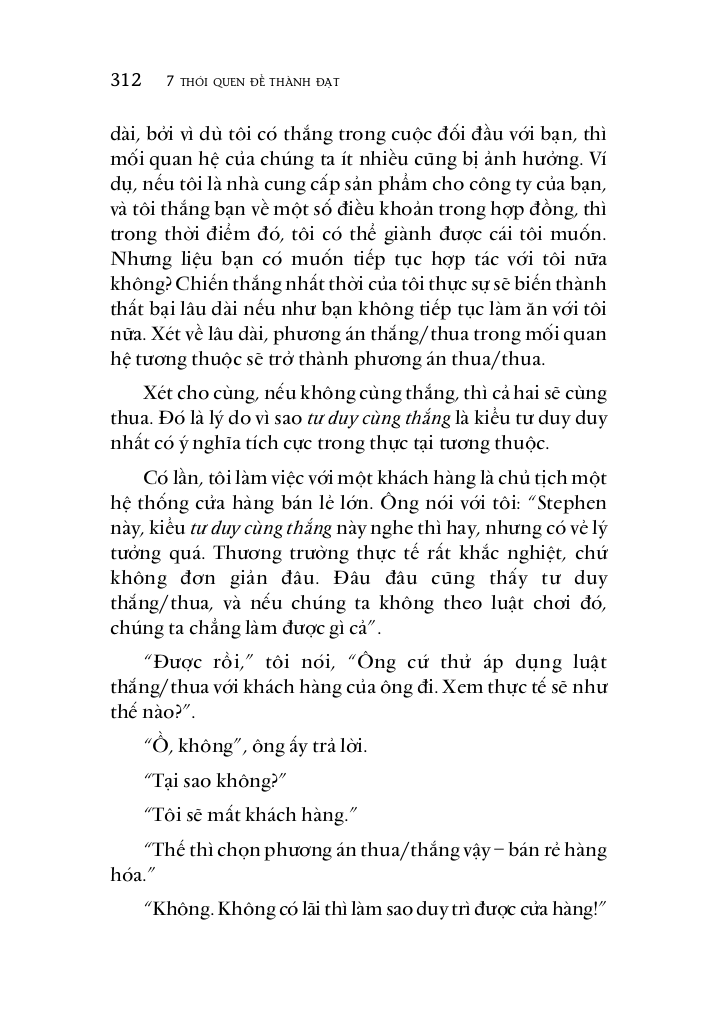 312 7 THÓI QUEN ĐỂ THÀNH ĐẠT
dài, bởi vì dù tôi có thắng trong cuộc đối đầu với bạn, thì
mối quan hệ của chúng ta ít nhiều cũng bị ảnh hưởng. Ví
dụ, nếu tôi là nhà cung cấp sản phẩm cho công ty của bạn,
và tôi thắng bạn về một số điều khoản trong hợp đồng, thì
trong thời điểm đó, tôi có thể giành được cái tôi muốn.
Nhưng liệu bạn có muốn tiếp tục hợp tác với tôi nữa
không? Chiến thắng nhất thời của tôi thực sự sẽ biến thành
thất bại lâu dài nếu như bạn không tiếp tục làm ăn với tôi
nữa. Xét về lâu dài, phương án thắng/thua trong mối quan
hệ tương thuộc sẽ trở thành phương án thua/thua.
Xét cho cùng, nếu không cùng thắng, thì cả hai sẽ cùng
thua. Đó là lý do vì sao tư duy cùng thắng là kiểu tư duy duy
nhất có ý nghĩa tích cực trong thực tại tương thuộc.
Có lần, tôi làm việc với một khách hàng là chủ tịch một
hệ thống cửa hàng bán lẻ lớn. Ông nói với tôi: “Stephen
này, kiểu tư duy cùng thắng này nghe thì hay, nhưng có vẻ lý
tưởng quá. Thương trường thực tế rất khắc nghiệt, chứ
không đơn giản đâu. Đâu đâu cũng thấy tư duy
thắng/thua, và nếu chúng ta không theo luật chơi đó,
chúng ta chẳng làm được gì cả”.
“Được rồi,” tôi nói, “Ông cứ thử áp dụng luật
thắng/thua với khách hàng của ông đi. Xem thực tế sẽ như
thế nào?”.
“Ồ, không”, ông ấy trả lời.
“Tại sao không?”
“Tôi sẽ mất khách hàng.”
“Thế thì chọn phương án thua/thắng vậy – bán rẻ hàng
hóa.”
“Không. Không có lãi thì làm sao duy trì được cửa hàng!”